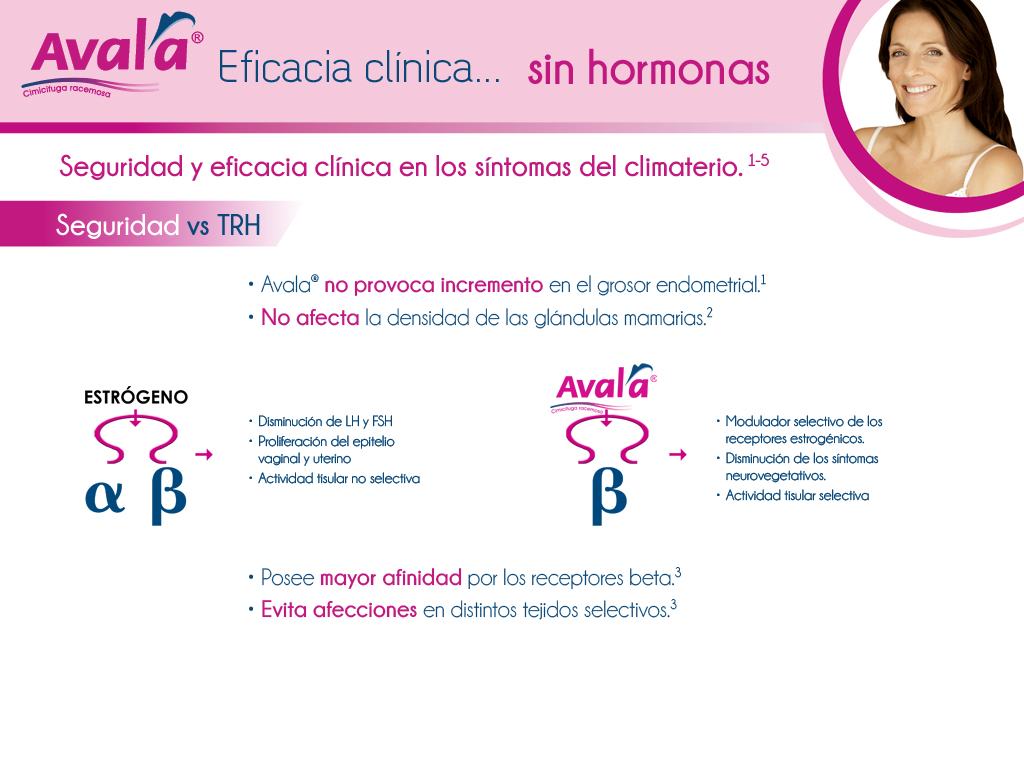 Avala®
Cimicifuga racemosa
Eficacia clínica... sin hormonas
Seguridad y eficacia clínica en los síntomas del climaterio.1-5
Seguridad vs TRH
• Avala® no provoca incremento en el grosor endometrial.1
• No afecta la densidad de las glándulas mamarias.2
ESTRÓGENO
α β
• Disminución de LH y FSH
• Proliferación del epitelio
vaginal y uterino
• Actividad tisular no selectiva
Avala®
Cimicifuga racemosa
β
• Modulador selectivo de los
receptores estrogénicos.
• Disminución de los síntomas
neurovegetativos.
• Actividad tisular selectiva
• Posee mayor afinidad por los receptores beta.3
• Evita afecciones en distintos tejidos selectivos.3